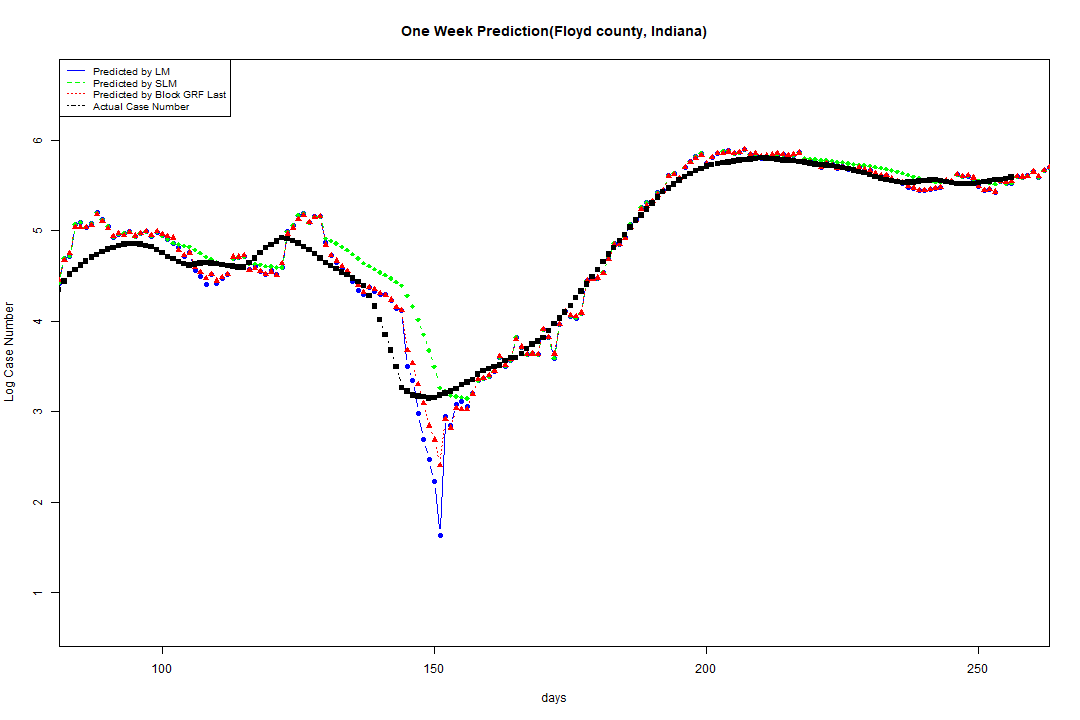 One Week Prediction(Floyd county, Indiana)
Predicted by LM
Predicted by SLM
Predicted by Block GRF Last
Actual Case Number
6
5
4
3
2
1
Log Case Number
100 150 200 250
days